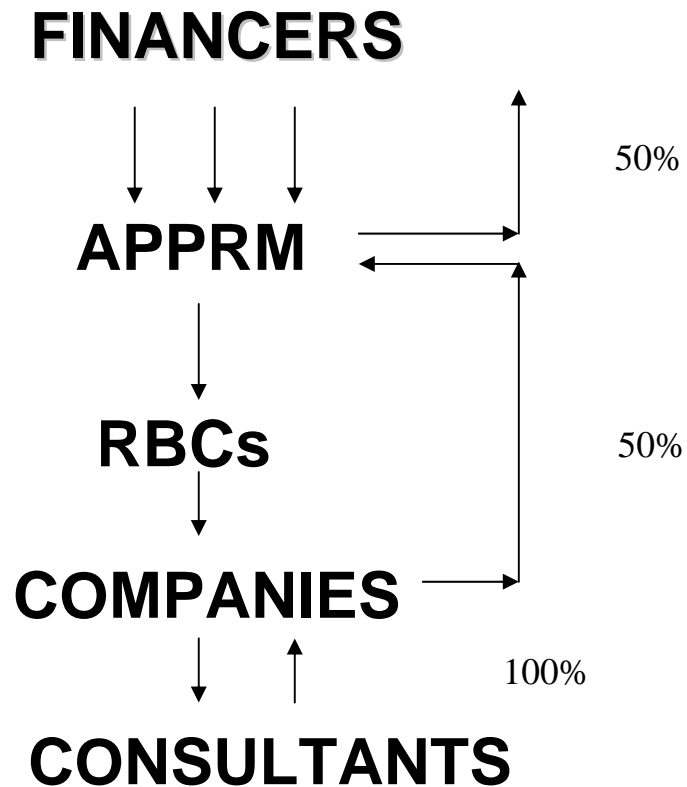 FINANCERS
50%
APPRM
RBCs
50%
COMPANIES
100%
CONSULTANTS